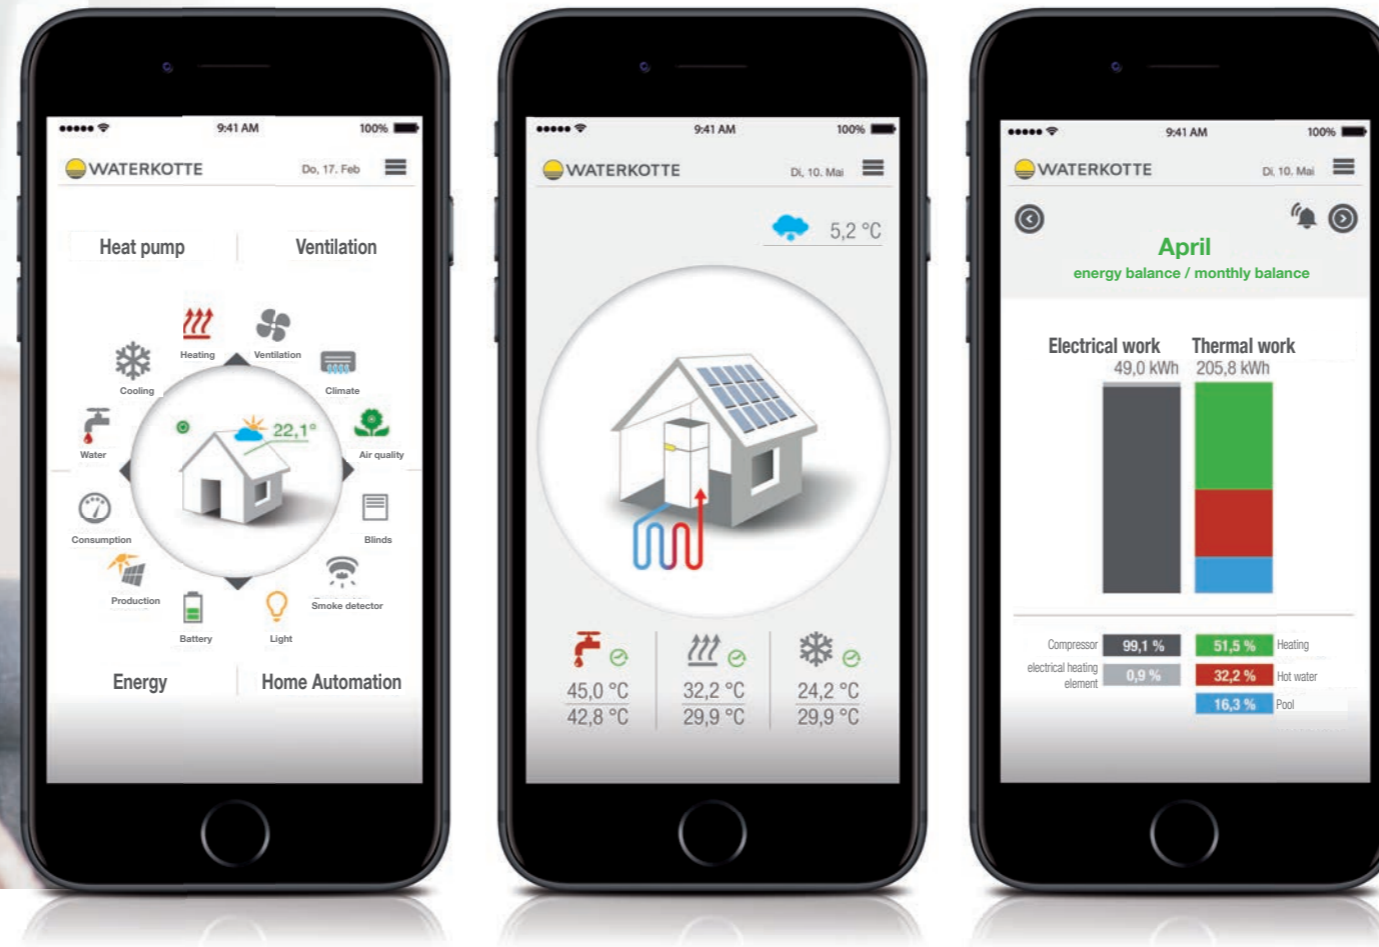 9:41 AM
100%
WATERKOTTE
Do, 17. Feb
Heat pump
Ventilation
Heating
Ventilation
Cooling
Climate
22,1°
Water
Air quality
Consumption
Blinds
Production
Smoke detector
Battery
Light
Energy
Home Automation
9:41 AM
100%
WATERKOTTE
Di, 10. Mai
5,2 °C
45,0 °C
32,2 °C
24,2 °C
42,8 °C
29,9 °C
29,9 °C
9:41 AM
100%
WATERKOTTE
Di, 10. Mai
April
energy balance / monthly balance
Electrical work
Thermal work
49,0 kWh
205,8 kWh
Compressor
99,1 %
51,5 %
Heating
electrical heating
element
0,9 %
32,2 %
Hot water
16,3 %
Pool